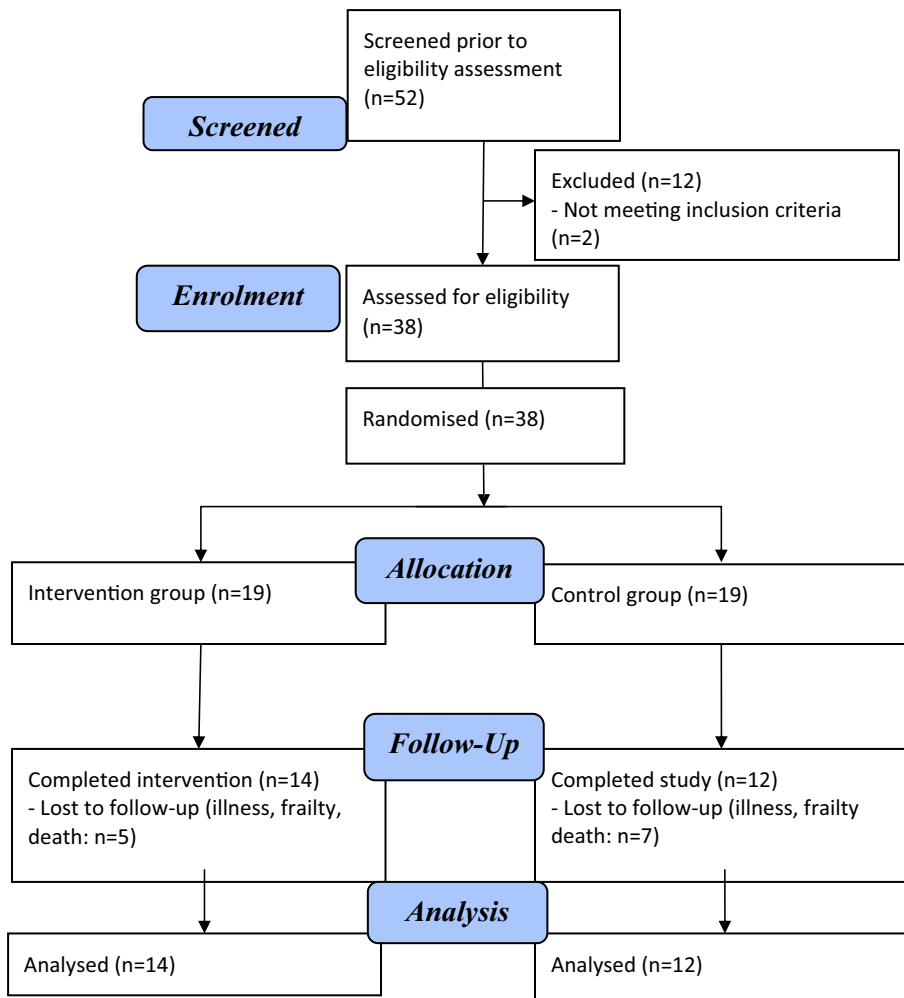 Screened prior to
eligibility assessment
(n=52)
Screened
Excluded (n=12)
- Not meeting inclusion criteria
(n=2)
Enrolment
Assessed for eligibility
(n=38)
Randomised (n=38)
Allocation
Intervention group (n=19)
Control group (n=19)
Follow-Up
Completed intervention (n=14)
- Lost to follow-up (illness, frailty,
death: n=5)
Completed study (n=12)
- Lost to follow-up (illness, frailty
death: n=7)
Analysis
Analysed (n=14)
Analysed (n=12)